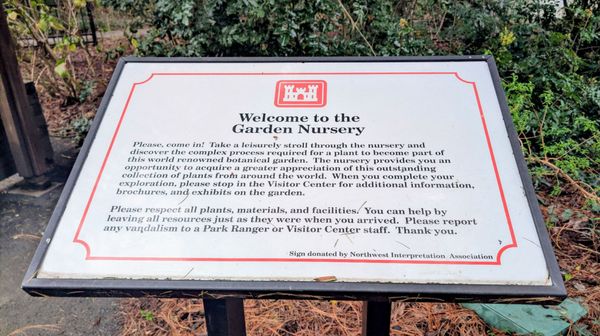 Welcome to the
Garden Nursery
Please, come in! Take a leisurely stroll through the nursery and
discover the complex process required for a plant to become part of
this world renowned botanical garden. The nursery provides you an
opportunity to acquire a greater appreciation of this outstanding
collection of plants from around the world. When you complete your
exploration, please stop in the Visitor Center for additional information,
brochures, and exhibits on the garden.
Please respect all plants, materials, and facilities. You can help by
leaving all resources just as they were when you arrived. Please report
any vandalism to a Park Ranger or Visitor Center staff. Thank you.
Sign donated by Northwest Interpretation Association